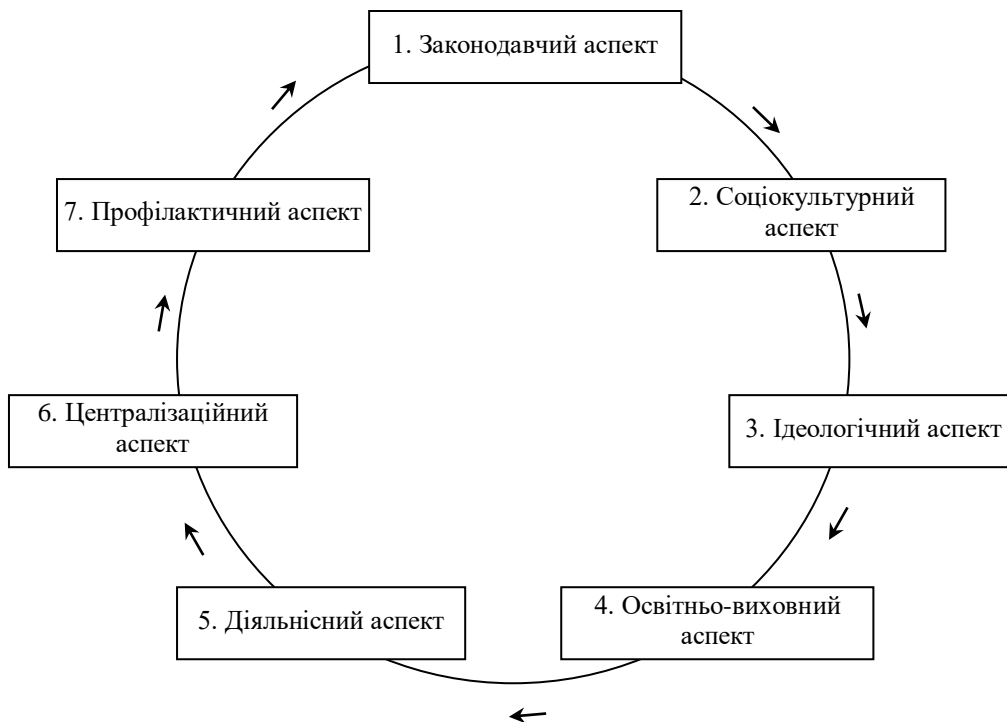 1. Законодавчий аспект
2. Соціокультурний
аспект
3. Ідеологічний аспект
4. Освітньо-виховний
аспект
5. Діяльнісний аспект
6. Централізаційний
аспект
7. Профілактичний аспект